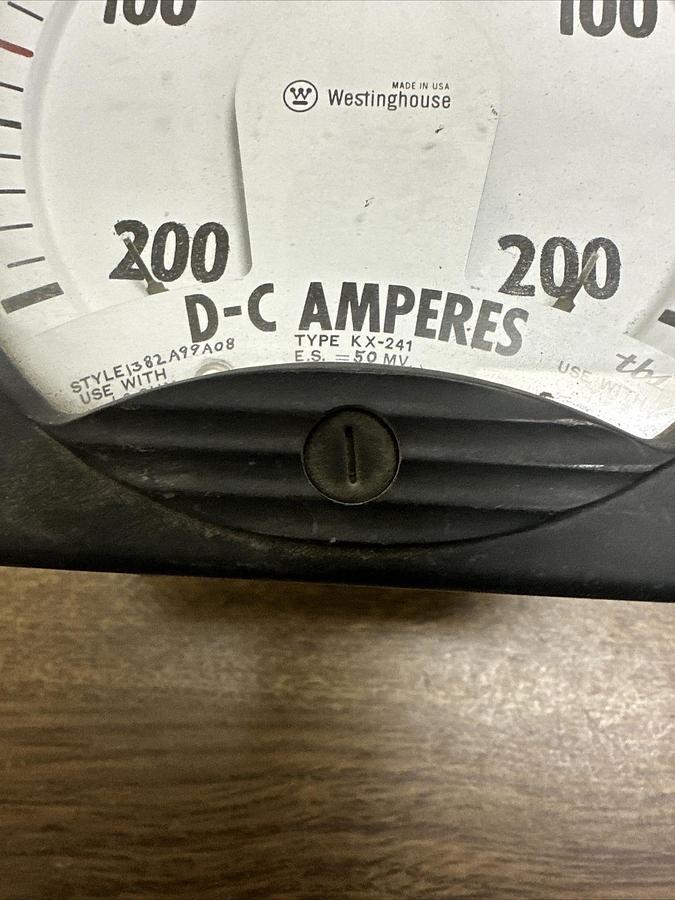 100 100
MADE IN USA
W Westinghouse
200 200
D-C AMPERES
STYLE 1382A99A08 TYPE KX-241
USE WITH E.S. = 50 MV. USE WITH